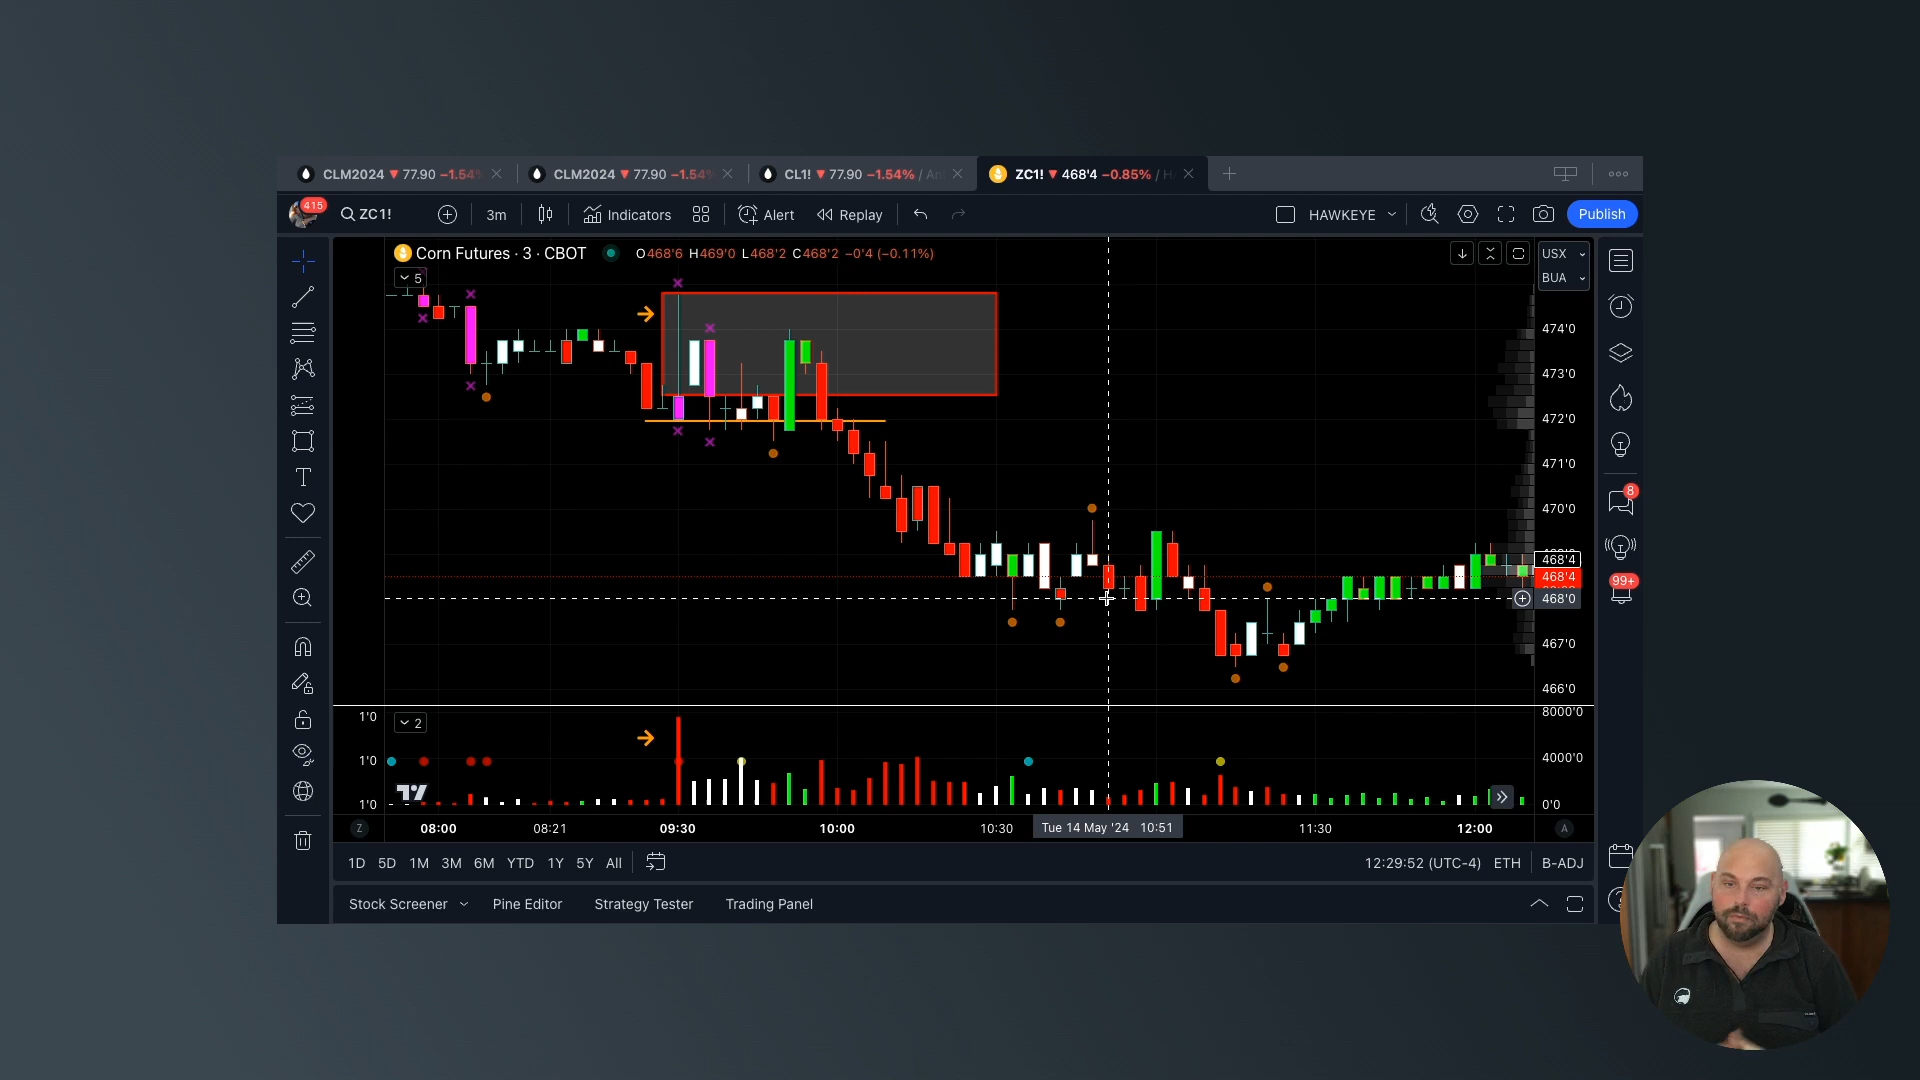 CLM2024 ▼ 77.90 −1.54%
CLM2024 ▼ 77.90 −1.54%
CL1! ▼ 77.90 −1.54% /
ZC1! ▼ 468'4 −0.85% /
415
ZC1!
3m
Indicators
Alert
Replay
HAWKEYE
Publish
Corn Futures · 3 · CBOT
O468'6 H469'0 L468'2 C468'2 −0'4 (−0.11%)
5
USX
BUA
474'0
473'0
472'0
471'0
470'0
468'4
468'4
468'0
467'0
466'0
8
99+
2
1'0
1'0
1'0
8000'0
4000'0
0'0
Z
08:00
08:21
09:30
10:00
10:30
Tue 14 May '24 10:51
11:30
12:00
A
1D 5D 1M 3M 6M YTD 1Y 5Y All
12:29:52 (UTC-4) ETH B-ADJ
Stock Screener Pine Editor Strategy Tester Trading Panel